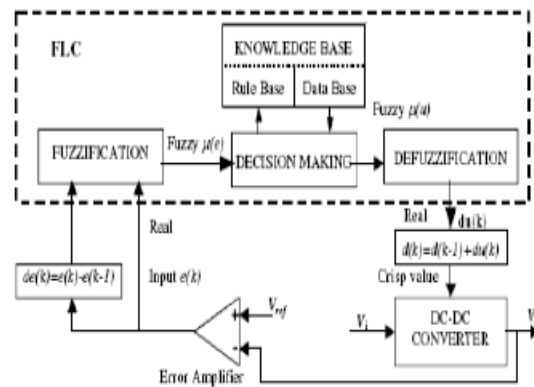 FLC
KNOWLEDGE BASE
Rule Base
Data Base
Fuzzy μ(u)
FUZZIFICATION
Fuzzy μ(e)
DECISION MAKING
DEFUZZIFICATION
Real
Real
du(k)
de(k)=e(k)-e(k-1)
Input e(k)
d(k)=d(k-1)+du(k)
Crisp value
+
Vref
-
Vi
DC-DC
CONVERTER
V
Error Amplifier